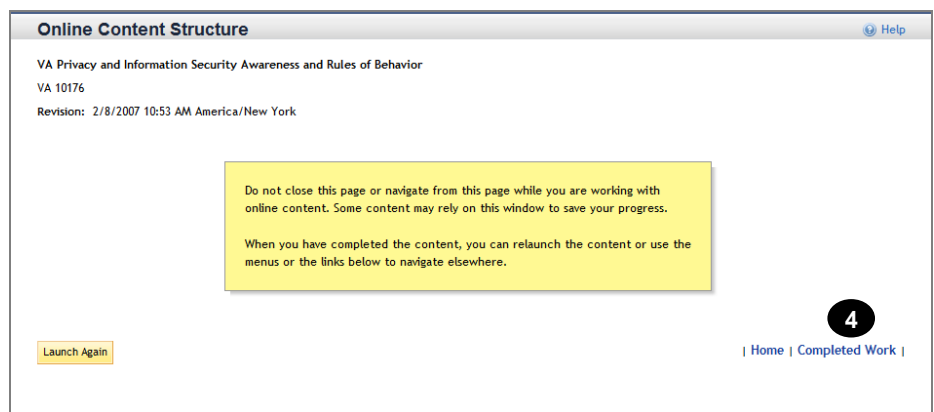 Online Content Structure
Help
VA Privacy and Information Security Awareness and Rules of Behavior
VA 10176
Revision: 2/8/2007 10:53 AM America/New York
Do not close this page or navigate from this page while you are working with
online content. Some content may rely on this window to save your progress.
When you have completed the content, you can relaunch the content or use the
menus or the links below to navigate elsewhere.
4
Launch Again
| Home | Completed Work |